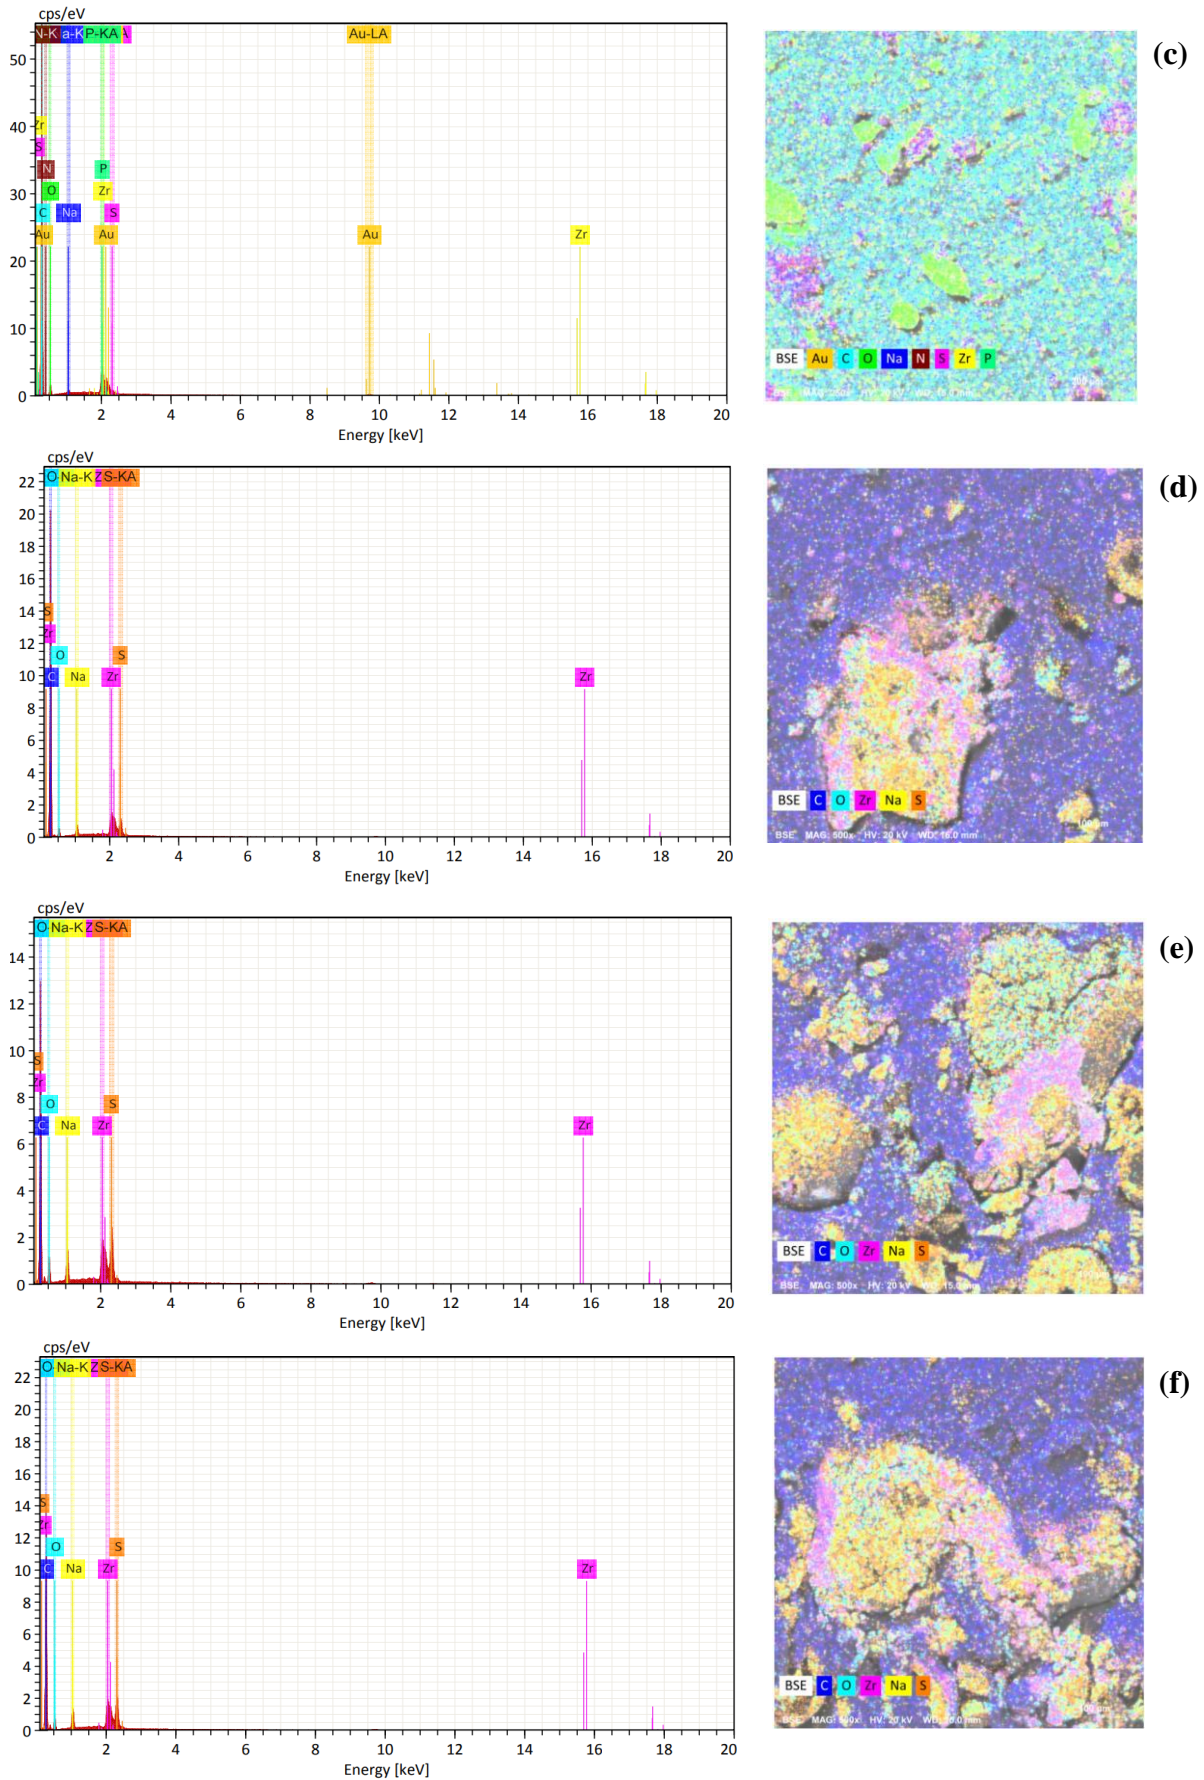 cps/eV
N-K a-K P-KA A Au-LA
50
40
30
20
10
0
Zr
S
N P
O Zr
C Na S
Au Au Au Zr
2 4 6 8 10 12 14 16 18 20
Energy [keV]
(c)
BSE Au C O Na N S Zr P
cps/eV
O Na-K Z S-KA
22
20
18
16
14
12
10
8
6
4
2
0
S
Zr
O S
C Na Zr Zr
2 4 6 8 10 12 14 16 18 20
Energy [keV]
(d)
BSE C O Zr Na S
BSE MAG: 500x HV: 20 kV WD: 16.0 mm
cps/eV
O Na-K Z S-KA
14
12
10
8
6
4
2
0
S
Zr
O S
C Na Zr Zr
2 4 6 8 10 12 14 16 18 20
Energy [keV]
(e)
BSE C O Zr Na S
BSE MAG: 500x HV: 20 kV
cps/eV
O Na-K Z S-KA
22
20
18
16
14
12
10
8
6
4
2
0
S
Zr
O S
C Na Zr Zr
2 4 6 8 10 12 14 16 18 20
Energy [keV]
(f)
BSE C O Zr Na S
BSE MAG: 500x HV: 20 kV